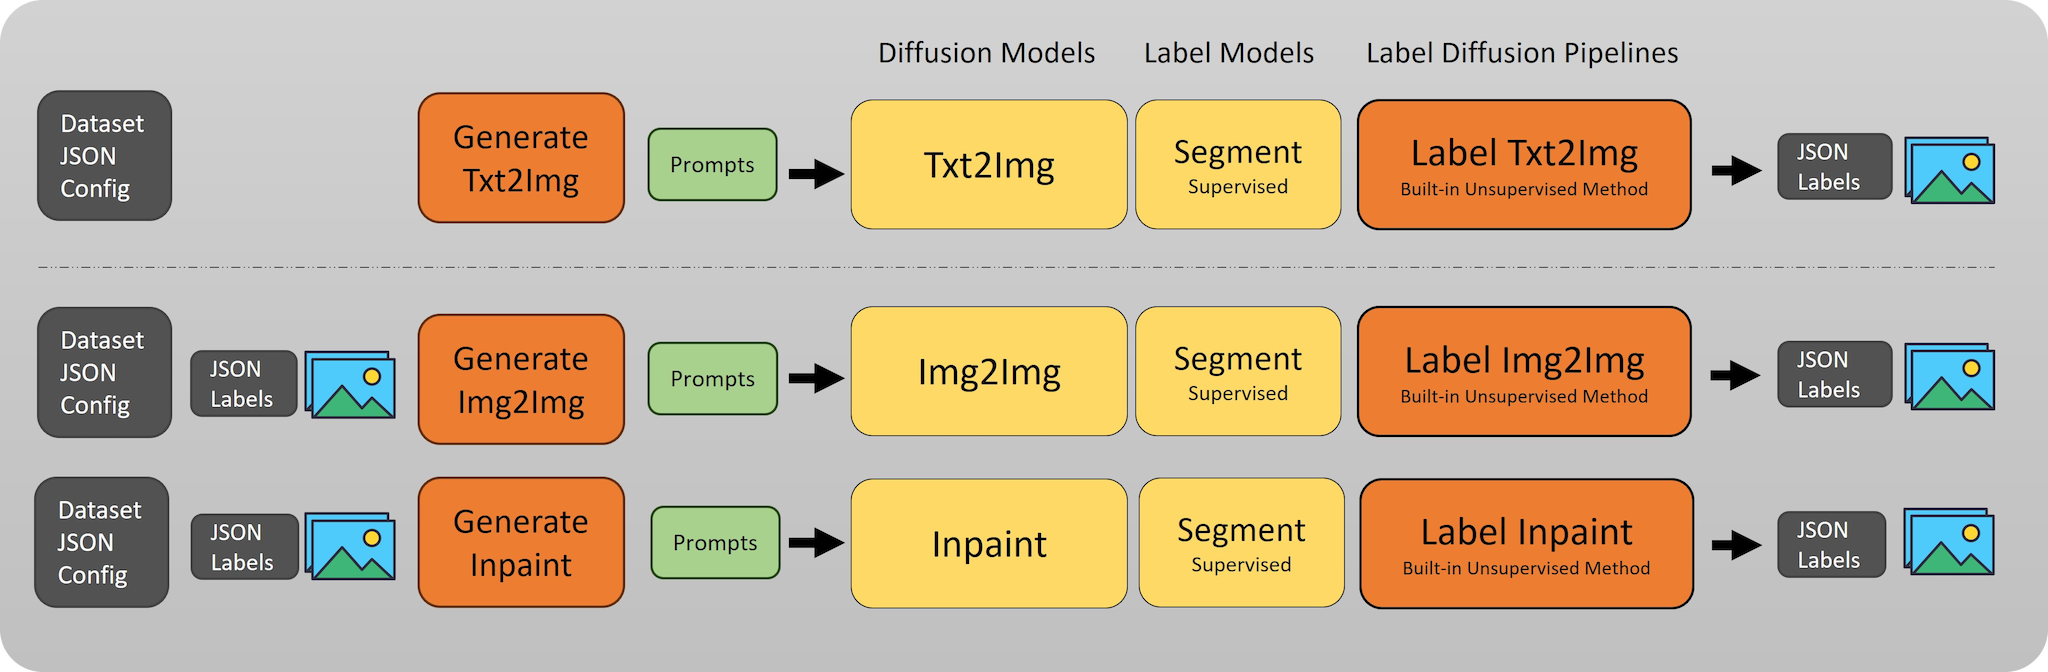 Diffusion Models
Label Models
Label Diffusion Pipelines
Dataset
JSON
Config
Generate
Txt2Img
Prompts
Txt2Img
Segment
Supervised
Label Txt2Img
Built-in Unsupervised Method
JSON
Labels
Dataset
JSON
Config
JSON
Labels
Generate
Img2Img
Prompts
Img2Img
Segment
Supervised
Label Img2Img
Built-in Unsupervised Method
JSON
Labels
Dataset
JSON
Config
JSON
Labels
Generate
Inpaint
Prompts
Inpaint
Segment
Supervised
Label Inpaint
Built-in Unsupervised Method
JSON
Labels